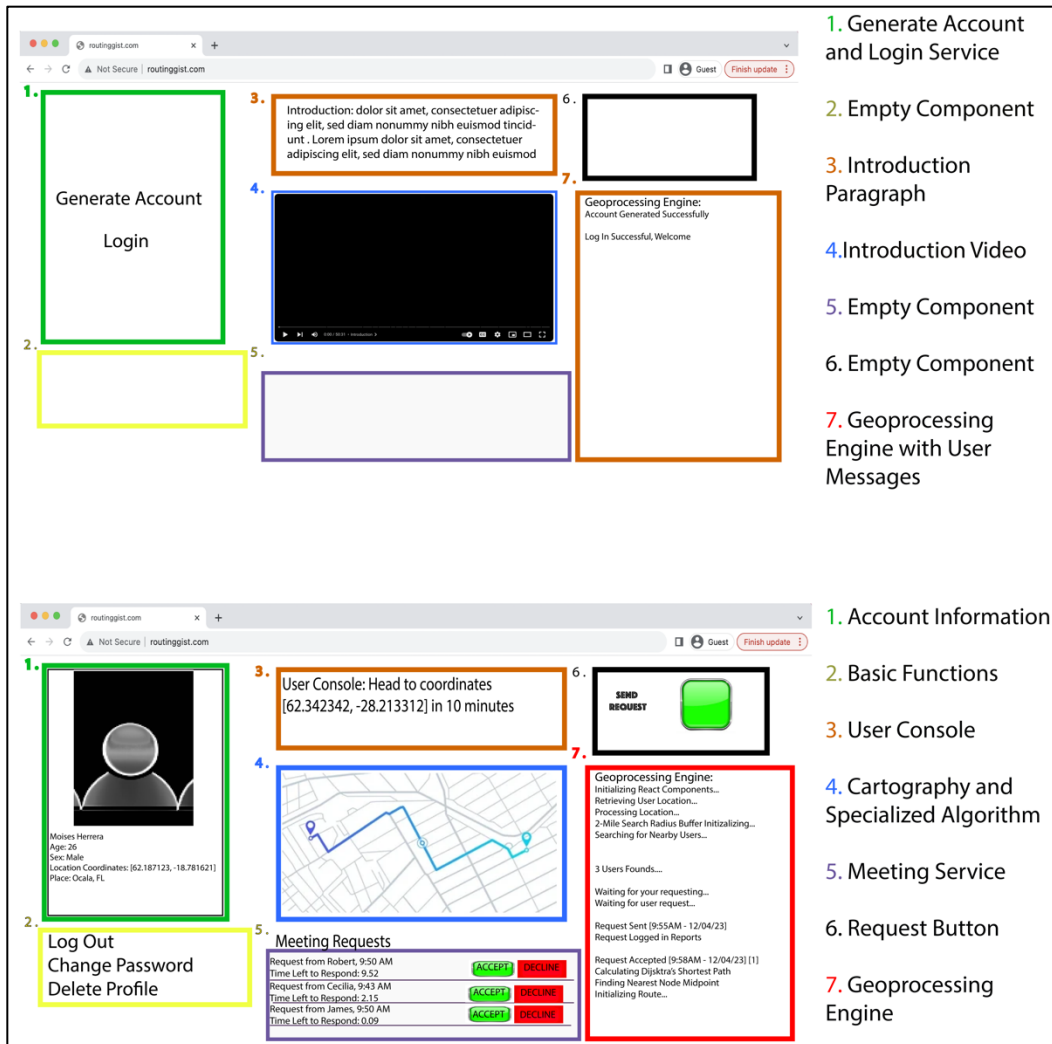 routinggist.com
Not Secure | routinggist.com
Guest
Finish update
1.
Generate Account
Login
2.
3.
Introduction: dolor sit amet, consectetuer adipisc-
ing elit, sed diam nonummy nibh euismod tincid-
unt . Lorem ipsum dolor sit amet, consectetuer
adipiscing elit, sed diam nonummy nibh euismod
4.
0:00 / 50:01 • Introduction
5.
6.
7.
Geoprocessing Engine:
Account Generated Successfully
Log In Successful, Welcome
1. Generate Account
and Login Service
2. Empty Component
3. Introduction
Paragraph
4.Introduction Video
5. Empty Component
6. Empty Component
7. Geoprocessing
Engine with User
Messages
routinggist.com
Not Secure | routinggist.com
Guest
Finish update
1.
Moises Herrera
Age: 26
Sex: Male
Location Coordinates: [62.187123, -18.781621]
Place: Ocala, FL
2.
Log Out
Change Password
Delete Profile
3.
User Console: Head to coordinates
[62.342342, -28.213312] in 10 minutes
4.
5.
Meeting Requests
Request from Robert, 9:50 AM
Time Left to Respond: 9.52
ACCEPT
DECLINE
Request from Cecilia, 9:43 AM
Time Left to Respond: 2.15
ACCEPT
DECLINE
Request from James, 9:50 AM
Time Left to Respond: 0.09
ACCEPT
DECLINE
6.
SEND
REQUEST
7.
Geoprocessing Engine:
Initializing React Components...
Retrieving User Location...
Processing Location...
2-Mile Search Radius Buffer Initizalizing...
Searching for Nearby Users...
3 Users Founds....
Waiting for your requesting...
Waiting for user request...
Request Sent [9:55AM - 12/04/23]
Request Logged in Reports
Request Accepted [9:58AM - 12/04/23] [1]
Calculating Dijsktra's Shortest Path
Finding Nearest Node Midpoint
Initializing Route...
1. Account Information
2. Basic Functions
3. User Console
4. Cartography and
Specialized Algorithm
5. Meeting Service
6. Request Button
7. Geoprocessing
Engine